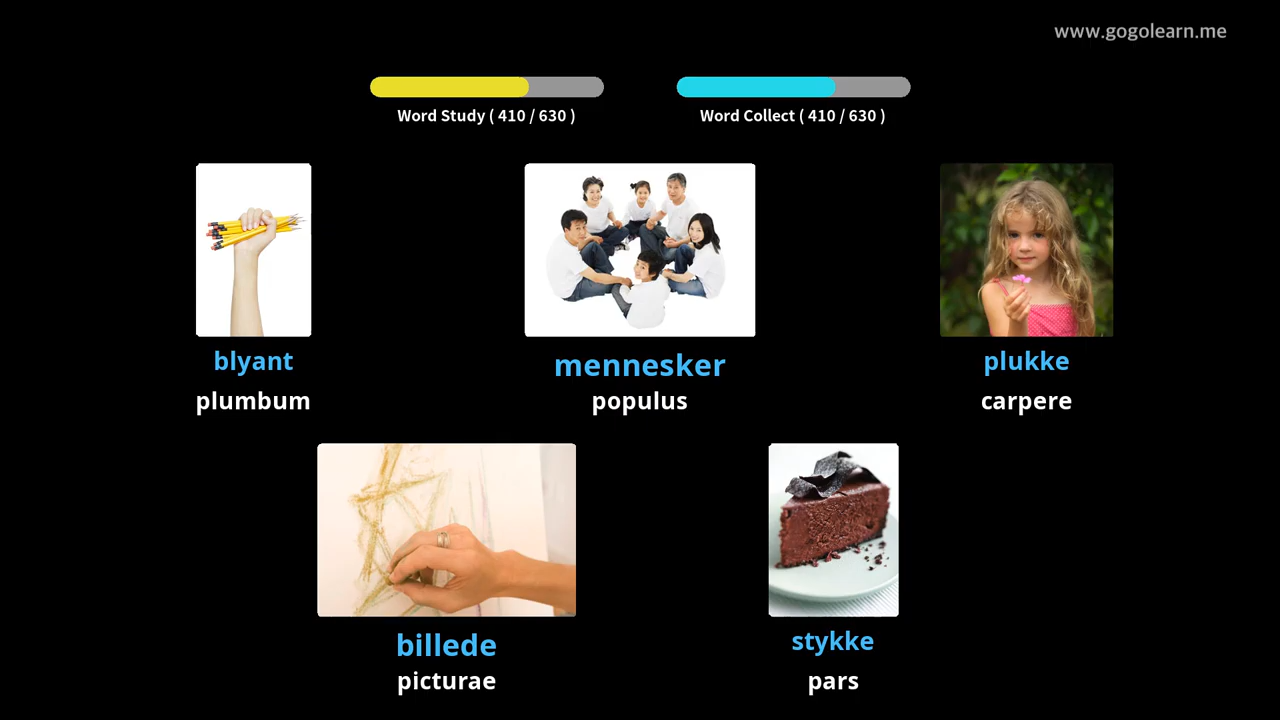 www.gogolearn.me
Word Study ( 410 / 630 )
Word Collect ( 410 / 630 )
blyant
plumbum
mennesker
populus
plukke
carpere
billede
picturae
stykke
pars